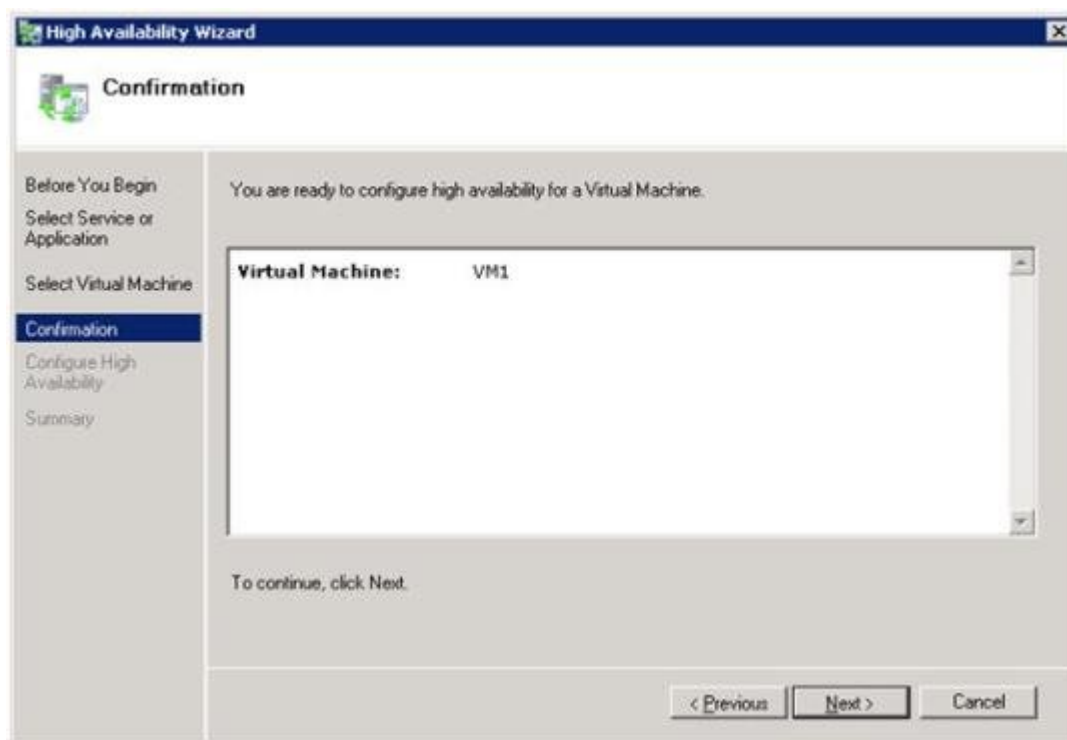 High Availability Wizard
Confirmation
Before You Begin
Select Service or
Application
Select Virtual Machine
Confirmation
Configure High
Availability
Summary
You are ready to configure high availability for a Virtual Machine.
Virtual Machine: VM1
To continue, click Next.
< Previous
Next >
Cancel